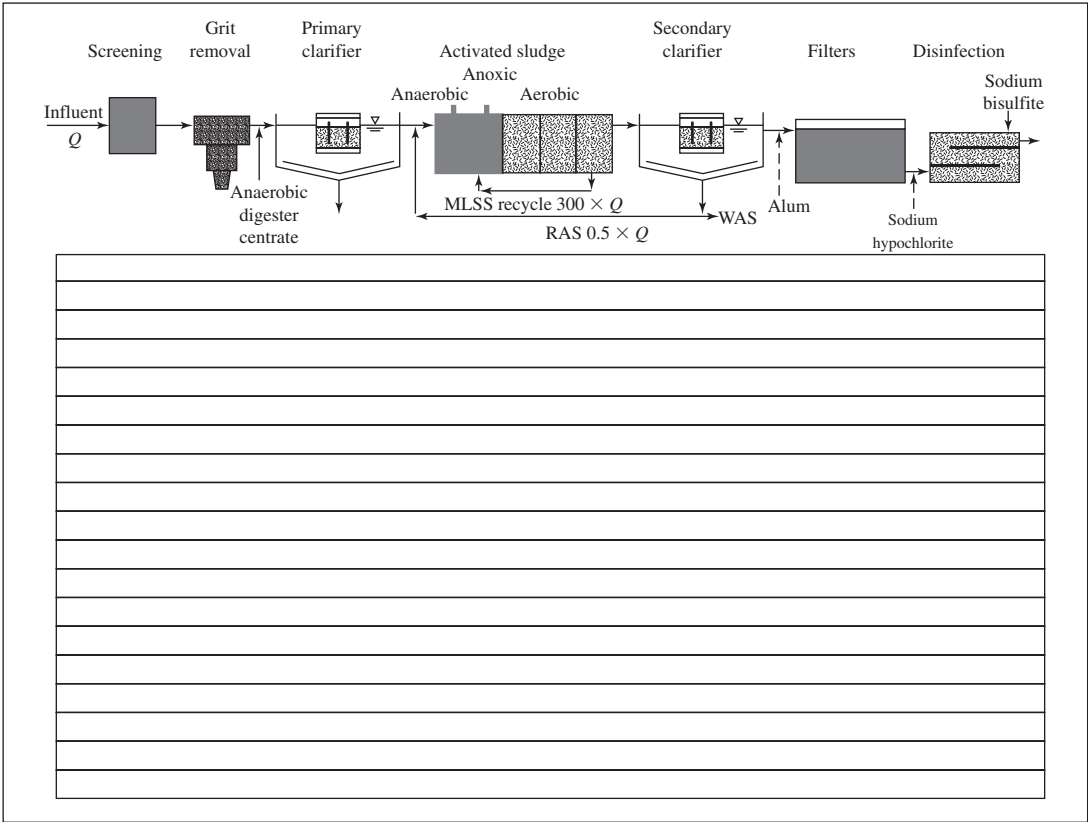 Screening
Grit
removal
Primary
clarifier
Activated sludge
Anoxic
Anaerobic
Aerobic
Secondary
clarifier
Filters
Disinfection
Sodium
bisulfite
Influent
Q
Anaerobic
digester
centrate
MLSS recycle 300 × Q
RAS 0.5 × Q
WAS
Alum
Sodium
hypochlorite